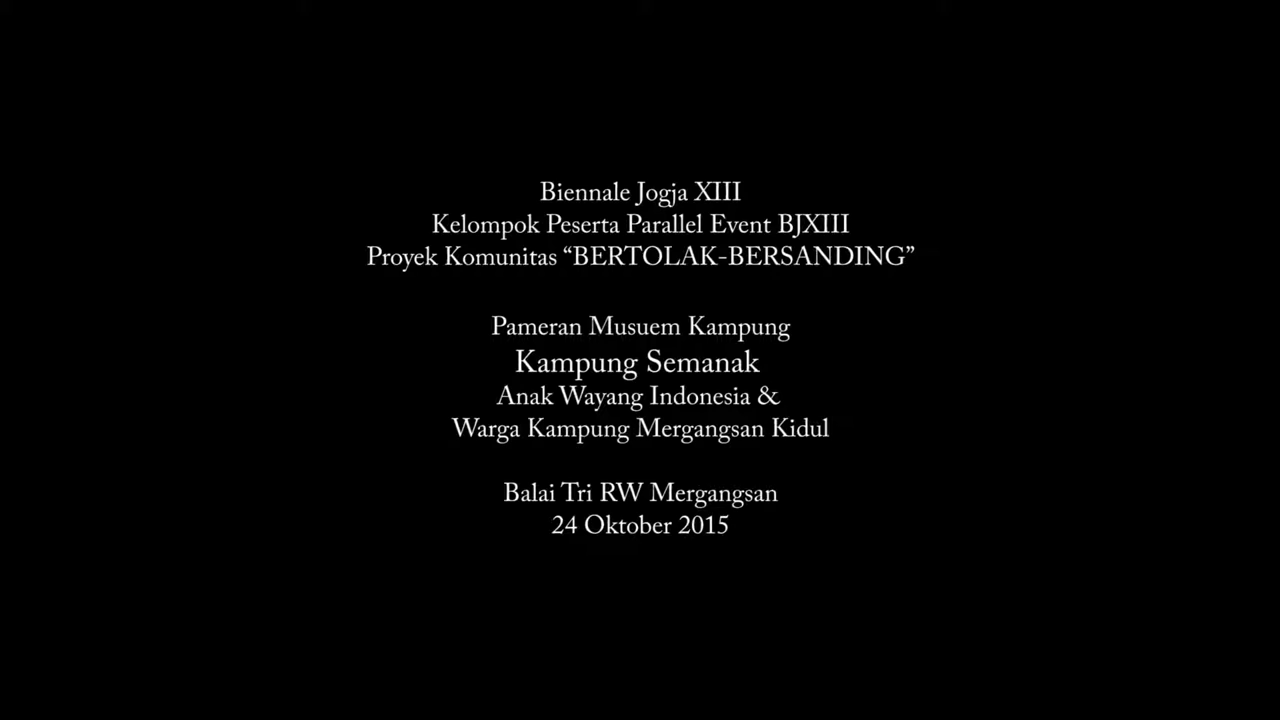 Biennale Jogja XIII
Kelompok Peserta Parallel Event BJXIII
Proyek Komunitas “BERTOLAK-BERSANDING”
Pameran Musuem Kampung
Kampung Semanak
Anak Wayang Indonesia &
Warga Kampung Mergangsan Kidul
Balai Tri RW Mergangsan
24 Oktober 2015